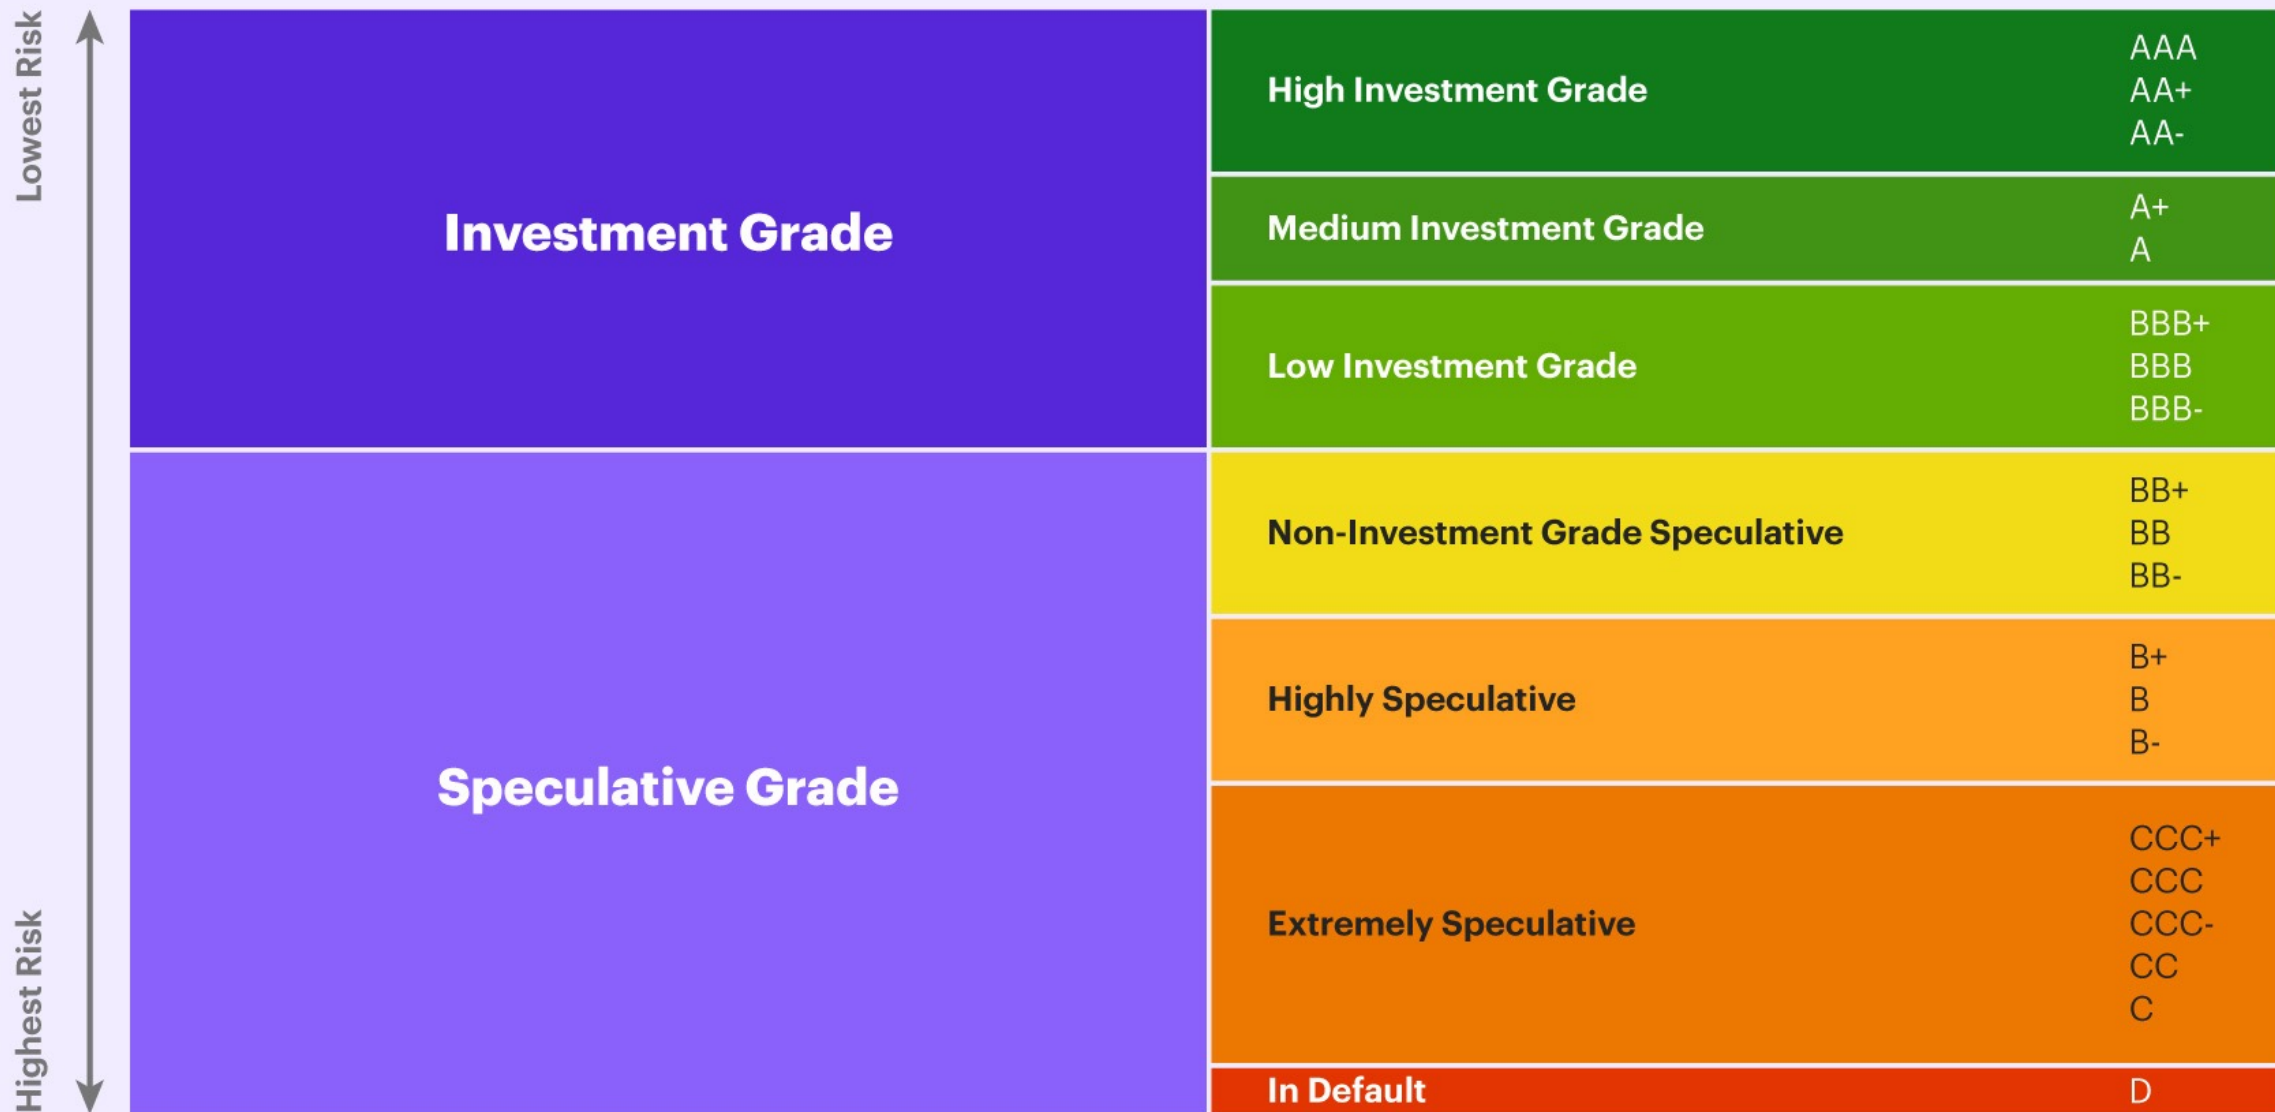 Lowest Risk
Highest Risk
Investment Grade
High Investment Grade
AAA
AA+
AA-
Medium Investment Grade
A+
A
Low Investment Grade
BBB+
BBB
BBB-
Speculative Grade
Non-Investment Grade Speculative
BB+
BB
BB-
Highly Speculative
B+
B
B-
Extremely Speculative
CCC+
CCC
CCC-
CC
C
In Default
D